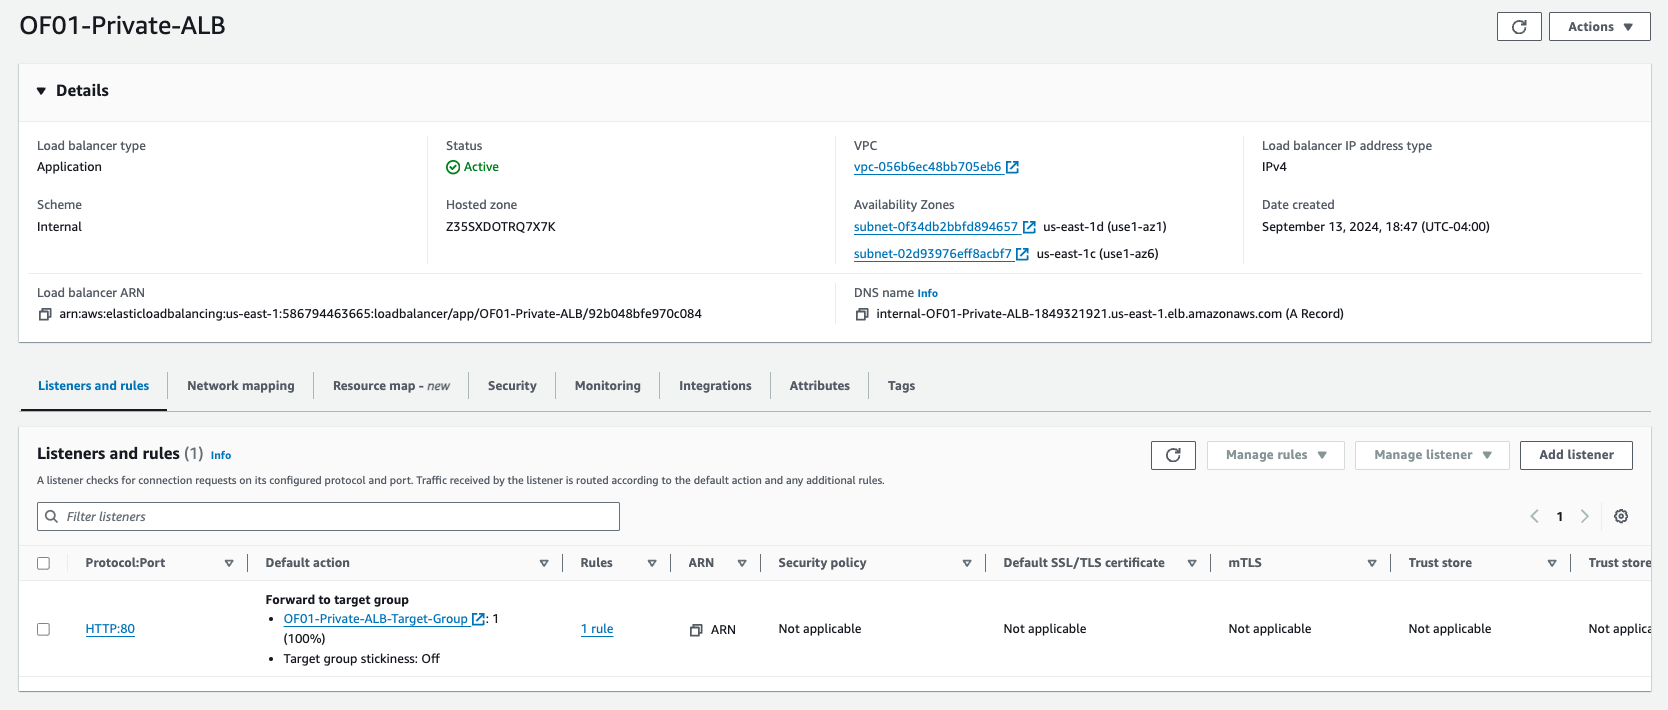 OF01-Private-ALB
Actions
Details
Load balancer type
Application
Status
Active
VPC
vpc-056b6ec48bb705eb6
Load balancer IP address type
IPv4
Scheme
Internal
Hosted zone
Z35SXDOTRQ7X7K
Availability Zones
subnet-0f34db2bbfd894657 us-east-1d (use1-az1)
subnet-02d93976eff8acbf7 us-east-1c (use1-az6)
Date created
September 13, 2024, 18:47 (UTC-04:00)
Load balancer ARN
arn:aws:elasticloadbalancing:us-east-1:586794463665:loadbalancer/app/OF01-Private-ALB/92b048bfe970c084
DNS name Info
internal-OF01-Private-ALB-1849321921.us-east-1.elb.amazonaws.com (A Record)
Listeners and rules Network mapping Resource map - new Security Monitoring Integrations Attributes Tags
Listeners and rules (1) Info
Manage rules Manage listener Add listener
A listener checks for connection requests on its configured protocol and port. Traffic received by the listener is routed according to the default action and any additional rules.
Filter listeners
1
Protocol:Port Default action Rules ARN Security policy Default SSL/TLS certificate mTLS Trust store Trust store
HTTP:80
Forward to target group
• OF01-Private-ALB-Target-Group : 1
(100%)
• Target group stickiness: Off
1 rule
ARN
Not applicable
Not applicable
Not applicable
Not applicable
Not applica